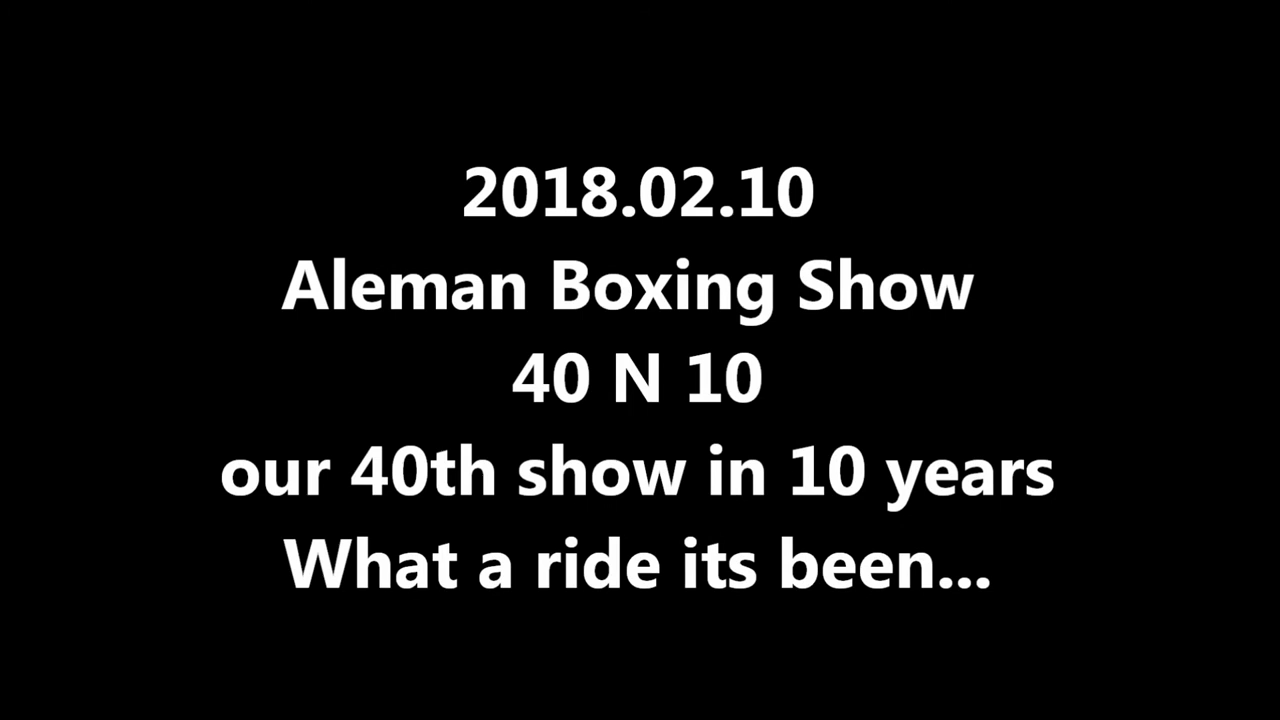 2018.02.10
Aleman Boxing Show
40 N 10
our 40th show in 10 years
What a ride its been...